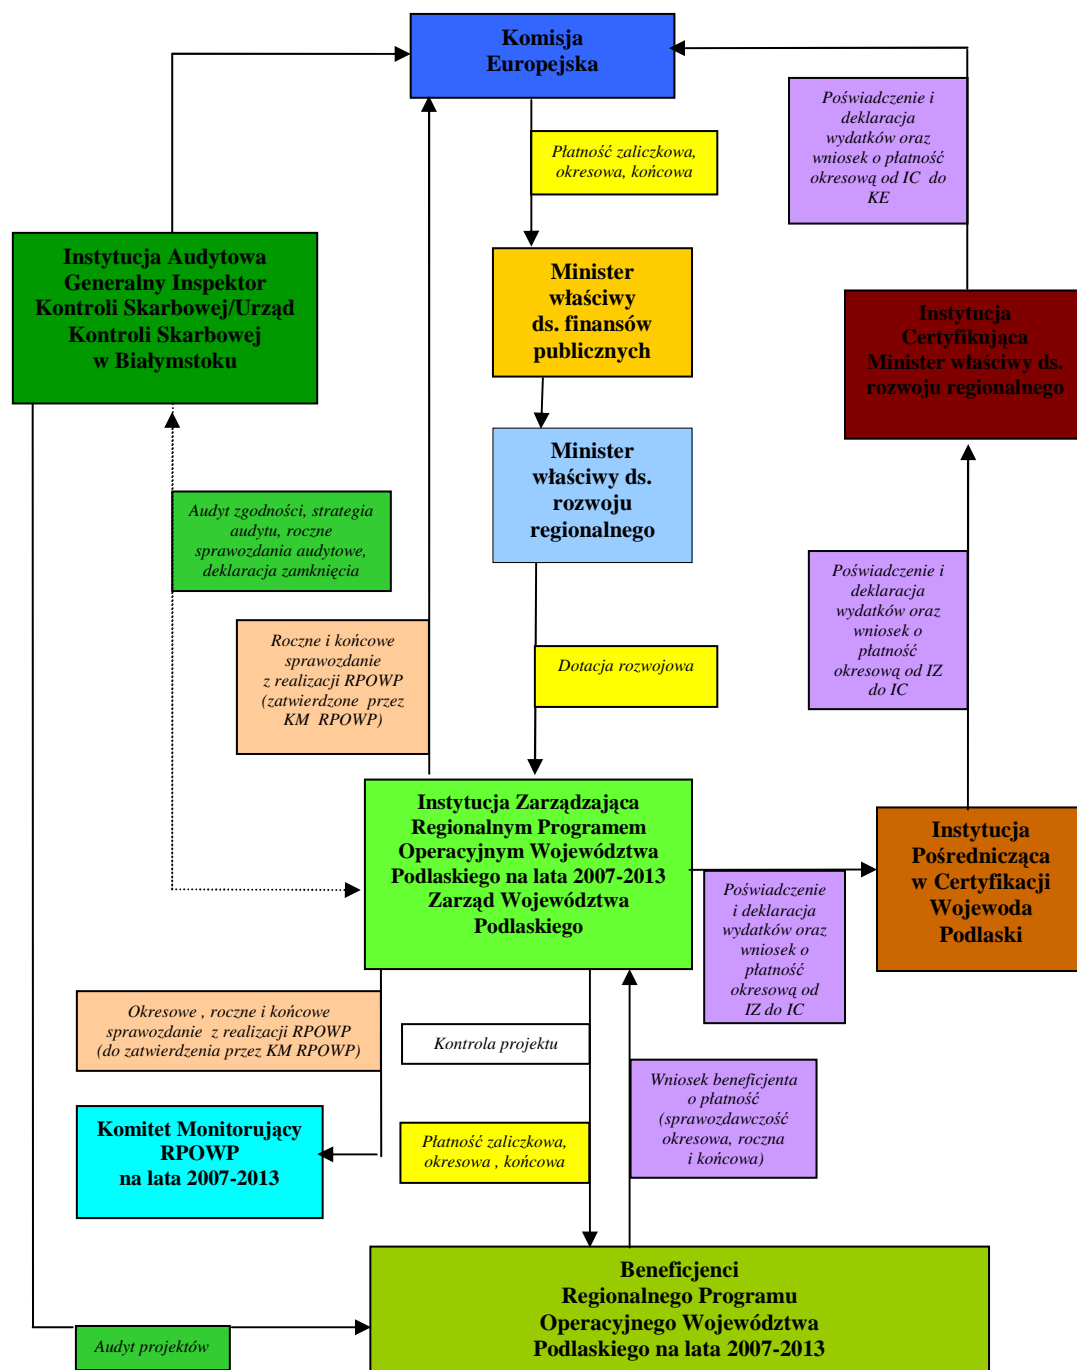 Komisja
Europejska
Poświadczenie i
deklaracja
wydatków oraz
wniosek o płatność
okresową od IC do
KE
Płatność zaliczkowa,
okresowa, końcowa
Instytucja Audytowa
Generalny Inspektor
Kontroli Skarbowej/Urząd
Kontroli Skarbowej
w Białymstoku
Minister
właściwy
ds. finansów
publicznych
Instytucja
Certyfikująca
Minister właściwy ds.
rozwoju regionalnego
Minister
właściwy ds.
rozwoju
regionalnego
Audyt zgodności, strategia
audytu, roczne
sprawozdania audytowe,
deklaracja zamknięcia
Poświadczenie i
deklaracja
wydatków oraz
wniosek o
płatność
okresową od IZ
do IC
Roczne i końcowe
sprawozdanie
z realizacji RPOWP
(zatwierdzone przez
KM RPOWP)
Dotacja rozwojowa
Instytucja Zarządzająca
Regionalnym Programem
Operacyjnym Województwa
Podlaskiego na lata 2007-2013
Zarząd Województwa
Podlaskiego
Instytucja
Pośrednicząca
w Certyfikacji
Wojewoda
Podlaski
Poświadczenie
i deklaracja
wydatków oraz
wniosek o
płatność
okresową od
IZ do IC
Okresowe , roczne i końcowe
sprawozdanie z realizacji RPOWP
(do zatwierdzenia przez KM RPOWP)
Kontrola projektu
Wniosek beneficjenta
o płatność
(sprawozdawczość
okresowa, roczna
i końcowa)
Komitet Monitorujący
RPOWP
na lata 2007-2013
Płatność zaliczkowa,
okresowa , końcowa
Beneficjenci
Regionalnego Programu
Operacyjnego Województwa
Podlaskiego na lata 2007-2013
Audyt projektów